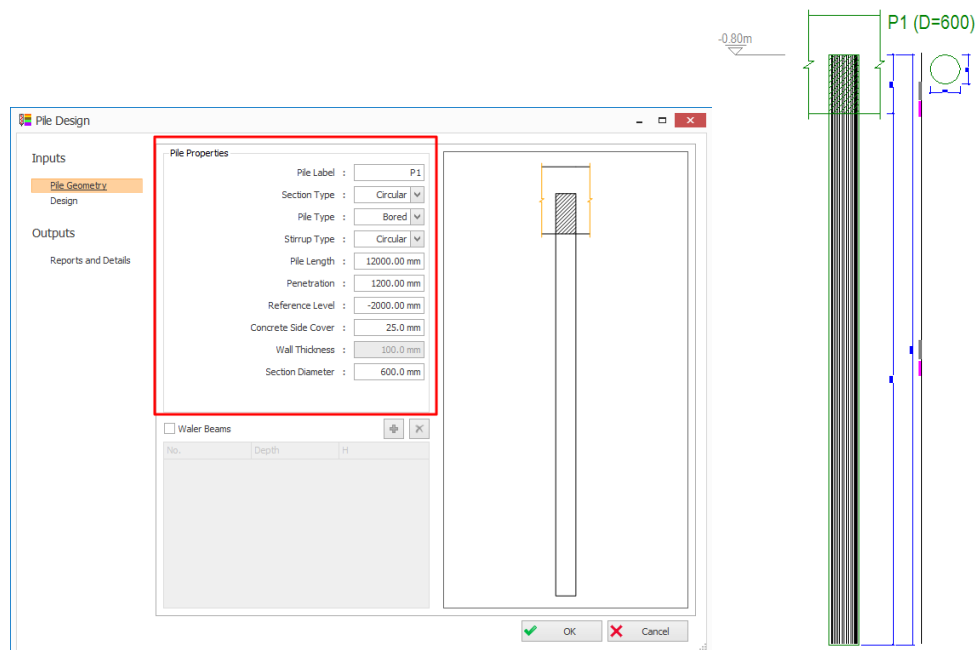 P1 (D=600)
-0.80m
Pile Design
Inputs
Pile Geometry
Design
Outputs
Reports and Details
Pile Properties
Pile Label : P1
Section Type : Circular
Pile Type : Bored
Stirrup Type : Circular
Pile Length : 12000.00 mm
Penetration : 1200.00 mm
Reference Level : -2000.00 mm
Concrete Side Cover : 25.0 mm
Wall Thickness : 100.0 mm
Section Diameter : 600.0 mm
Waler Beams
No. Depth H
OK Cancel